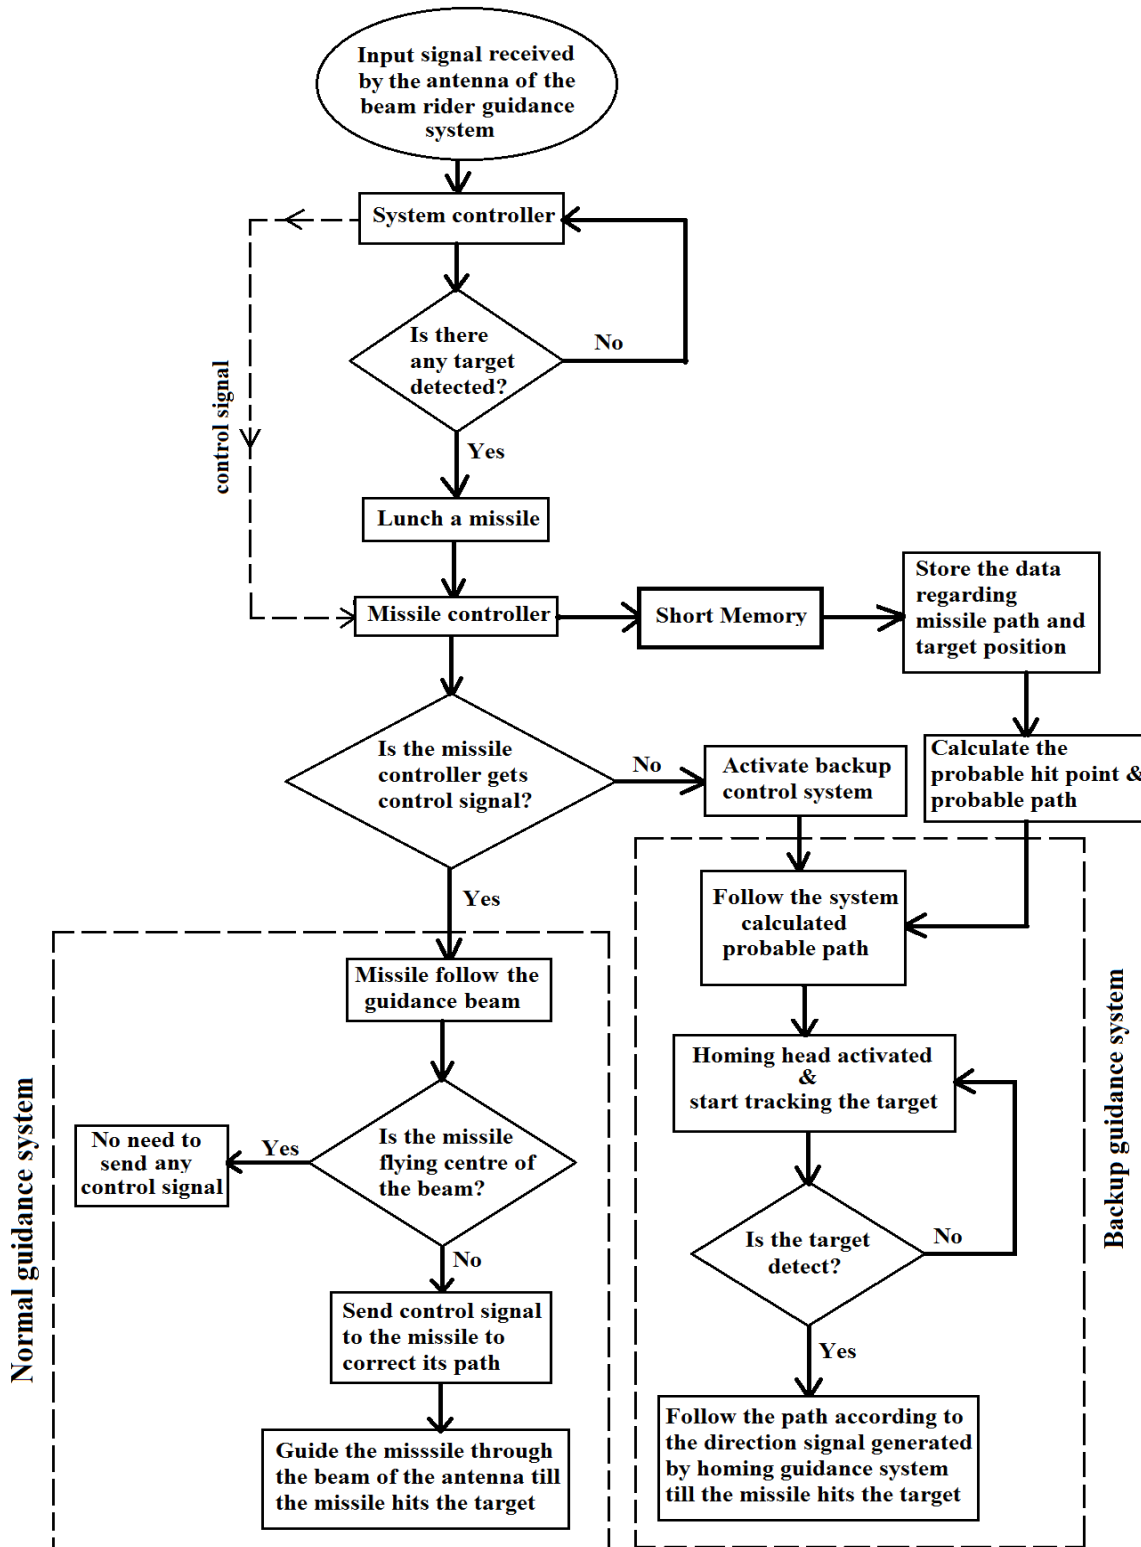 Input signal received
by the antenna of the
beam rider guidance
system
System controller
Is there
any target
detected?
No
Yes
control signal
Lunch a missile
Missile controller
Short Memory
Store the data
regarding
missile path and
target position
Calculate the
probable hit point &
probable path
Is the missile
controller gets
control signal?
No
Activate backup
control system
Yes
Follow the system
calculated
probable path
Missile follow the
guidance beam
Homing head activated
&
start tracking the target
Is the missile
flying centre of
the beam?
Yes
No need to
send any
control signal
No
Is the target
detect?
No
Send control signal
to the missile to
correct its path
Yes
Guide the misssile through
the beam of the antenna till
the missile hits the target
Follow the path according to
the direction signal generated
by homing guidance system
till the missile hits the target
Normal guidance system
Backup guidance system